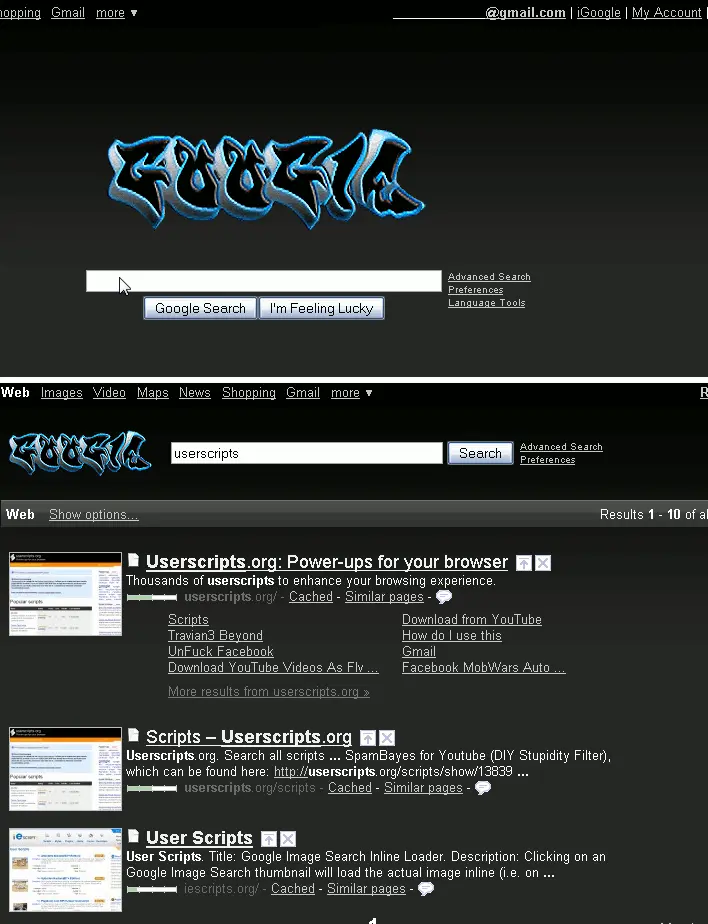 hopping Gmail more ▼ @gmail.com | iGoogle | My Account |
GOOGLE
Advanced Search
Preferences
Language Tools
Google Search I'm Feeling Lucky
Web Images Video Maps News Shopping Gmail more ▼ R
GOOGLE
userscripts Search Advanced Search
Preferences
Web Show options... Results 1 - 10 of al
Userscripts.org: Power-ups for your browser
Thousands of userscripts to enhance your browsing experience.
userscripts.org/ - Cached - Similar pages -
Scripts Download from YouTube
Travian3 Beyond How do I use this
UnFuck Facebook Gmail
Download YouTube Videos As Flv ... Facebook MobWars Auto ...
More results from userscripts.org »
Scripts – Userscripts.org
Userscripts.org. Search all scripts ... SpamBayes for Youtube (DIY Stupidity Filter),
which can be found here: http://userscripts.org/scripts/show/13839 ...
userscripts.org/scripts - Cached - Similar pages -
User Scripts
User Scripts. Title: Google Image Search Inline Loader. Description: Clicking on an
Google Image Search thumbnail will load the actual image inline (i.e. on ...
iescripts.org/ - Cached - Similar pages -